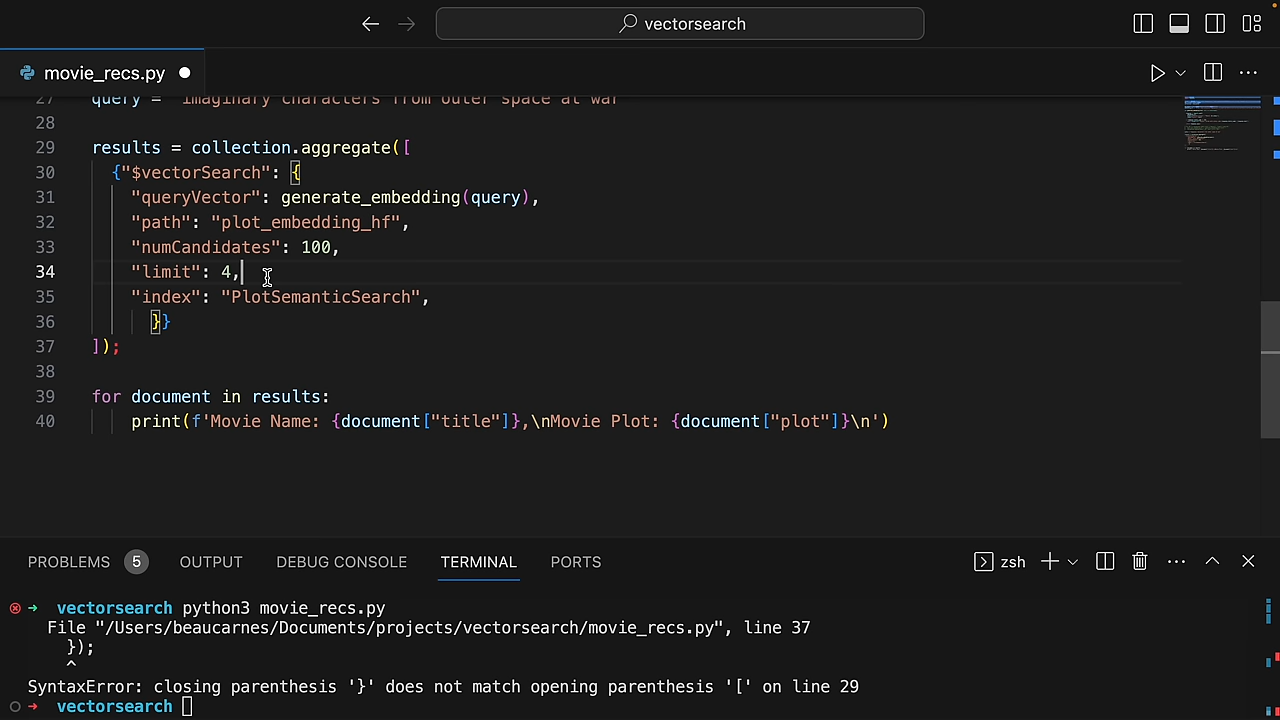 vectorsearch
movie_recs.py
27 query = "imaginary characters from outer space at war"
28
29 results = collection.aggregate([
30 {"$vectorSearch": {
31 "queryVector": generate_embedding(query),
32 "path": "plot_embedding_hf",
33 "numCandidates": 100,
34 "limit": 4,
35 "index": "PlotSemanticSearch",
36 }}
37 ]);
38
39 for document in results:
40 print(f'Movie Name: {document["title"]},\nMovie Plot: {document["plot"]}\n')
PROBLEMS 5 OUTPUT DEBUG CONSOLE TERMINAL PORTS zsh
vectorsearch python3 movie_recs.py
File "/Users/beaucarnes/Documents/projects/vectorsearch/movie_recs.py", line 37
});
^
SyntaxError: closing parenthesis '}' does not match opening parenthesis '[' on line 29
vectorsearch